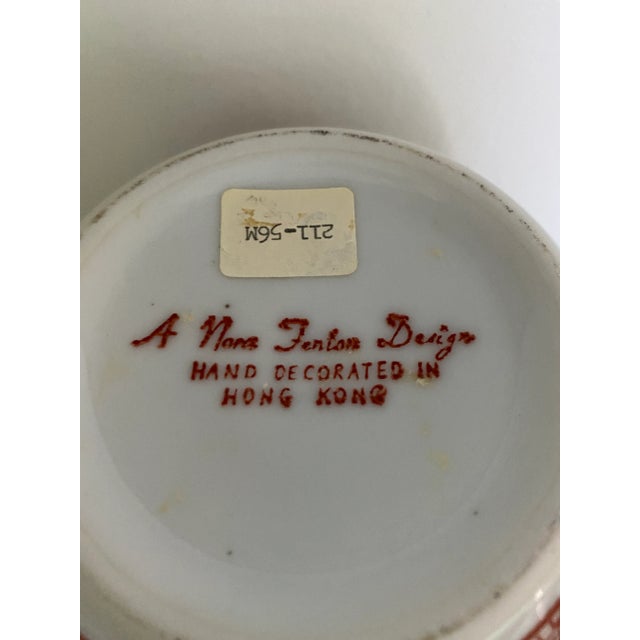 211-56M
A Nora Fenton Design
HAND DECORATED IN
HONG KONG